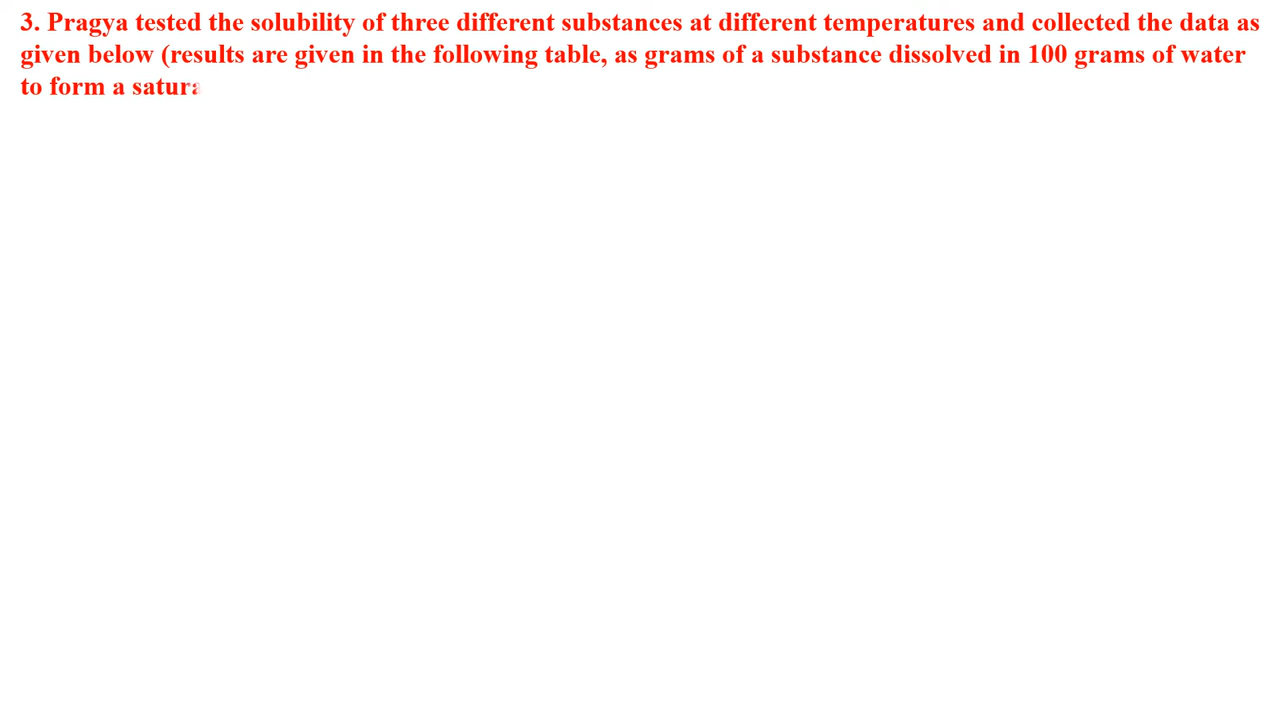 3. Pragya tested the solubility of three different substances at different temperatures and collected the data as
given below (results are given in the following table, as grams of a substance dissolved in 100 grams of water
to form a satura